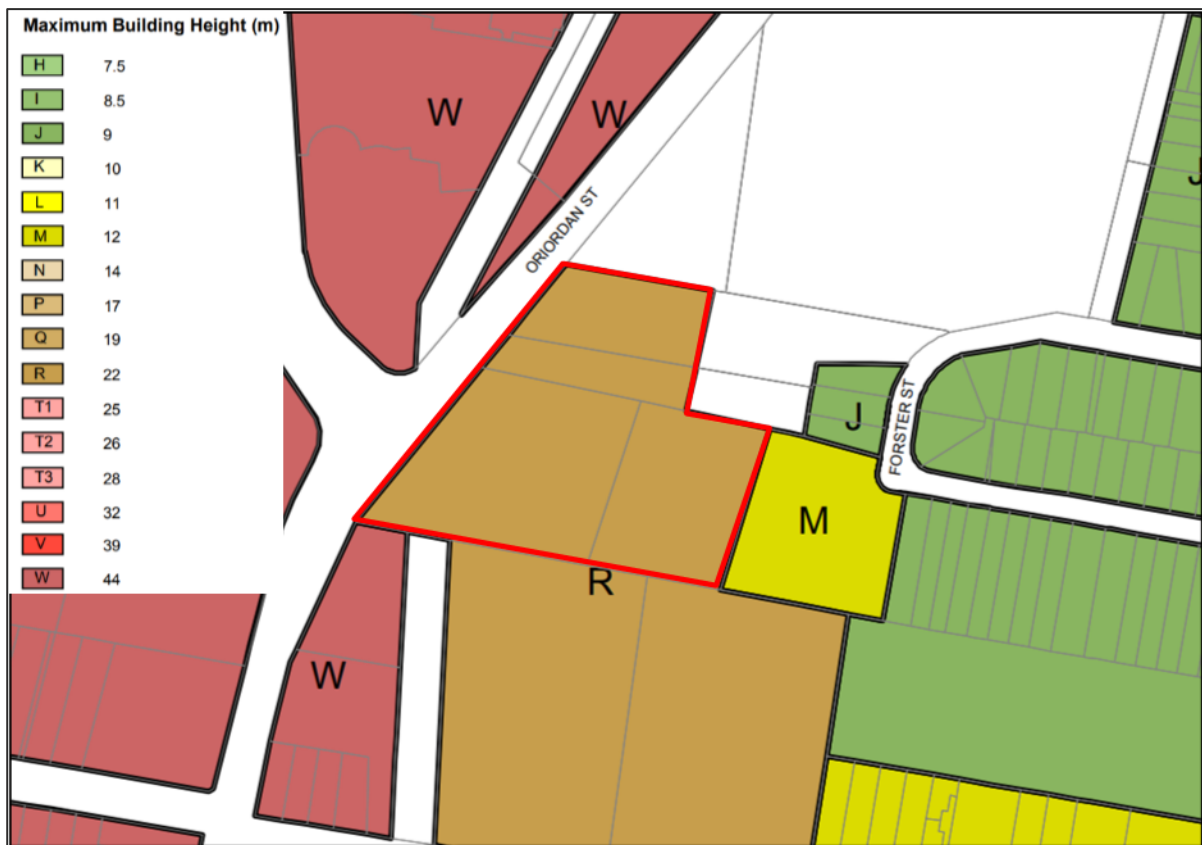 Maximum Building Height (m)
H 7.5
I 8.5
J 9
K 10
L 11
M 12
N 14
P 17
Q 19
R 22
T1 25
T2 26
T3 28
U 32
V 39
W 44
W
W
J
ORIORDAN ST
J
FORSTER ST
M
R
W